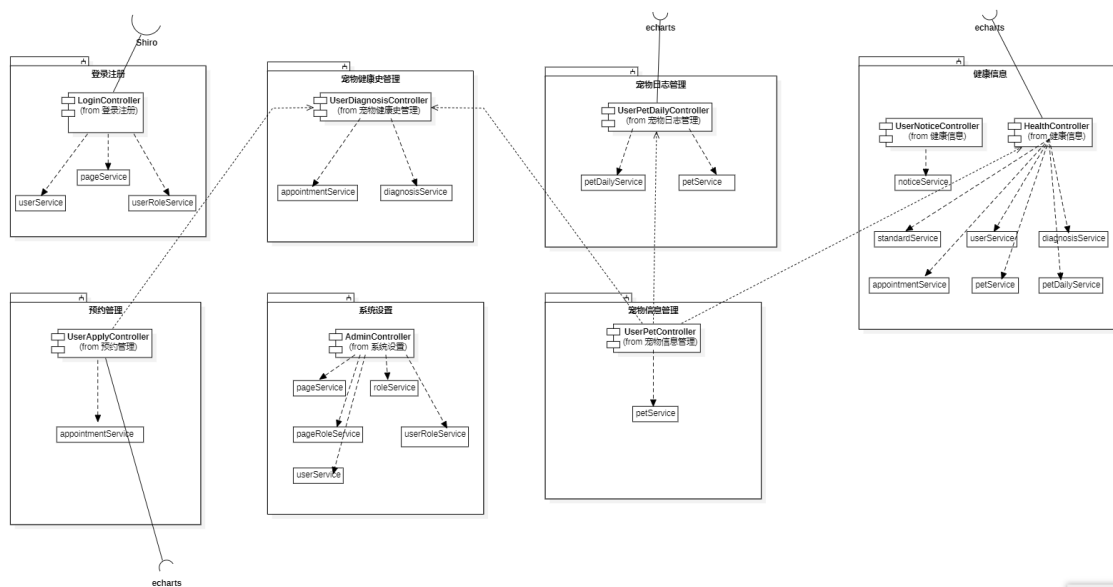 Shiro
echarts
echarts
登录注册
LoginController
(from 登录注册)
pageService
userService
userRoleService
宠物健康史管理
UserDiagnosisController
(from 宠物健康史管理)
appointmentService
diagnosisService
宠物日志管理
UserPetDailyController
(from 宠物日志管理)
petDailyService
petService
健康信息
UserNoticeController
(from 健康信息)
HealthController
(from 健康信息)
noticeService
standardService
userService
diagnosisService
appointmentService
petService
petDailyService
预约管理
UserApplyController
(from 预约管理)
appointmentService
echarts
系统设置
AdminController
(from 系统设置)
pageService
roleService
pageRoleService
userRoleService
userService
宠物信息管理
UserPetController
(from 宠物信息管理)
petService